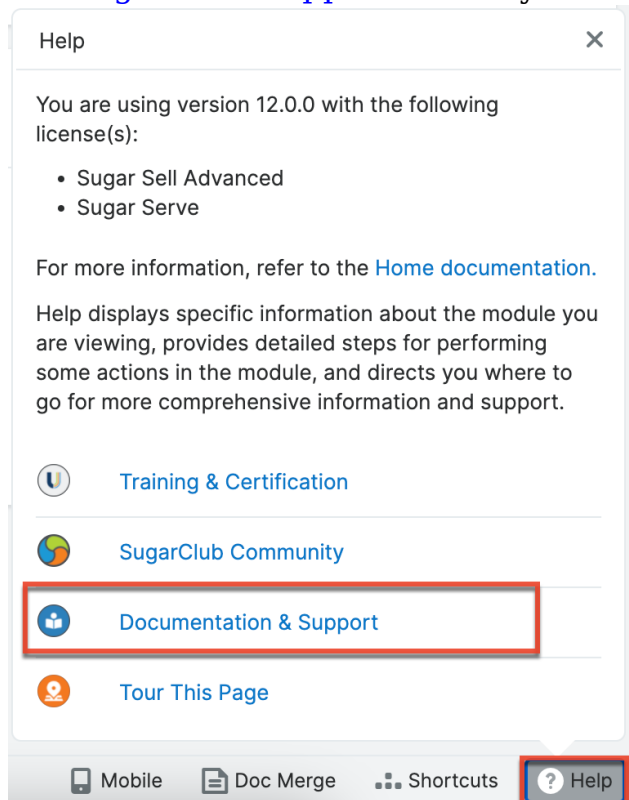 Help
You are using version 12.0.0 with the following
license(s):
• Sugar Sell Advanced
• Sugar Serve
For more information, refer to the Home documentation.
Help displays specific information about the module you
are viewing, provides detailed steps for performing
some actions in the module, and directs you where to
go for more comprehensive information and support.
Training & Certification
SugarClub Community
Documentation & Support
Tour This Page
Mobile Doc Merge Shortcuts ? Help